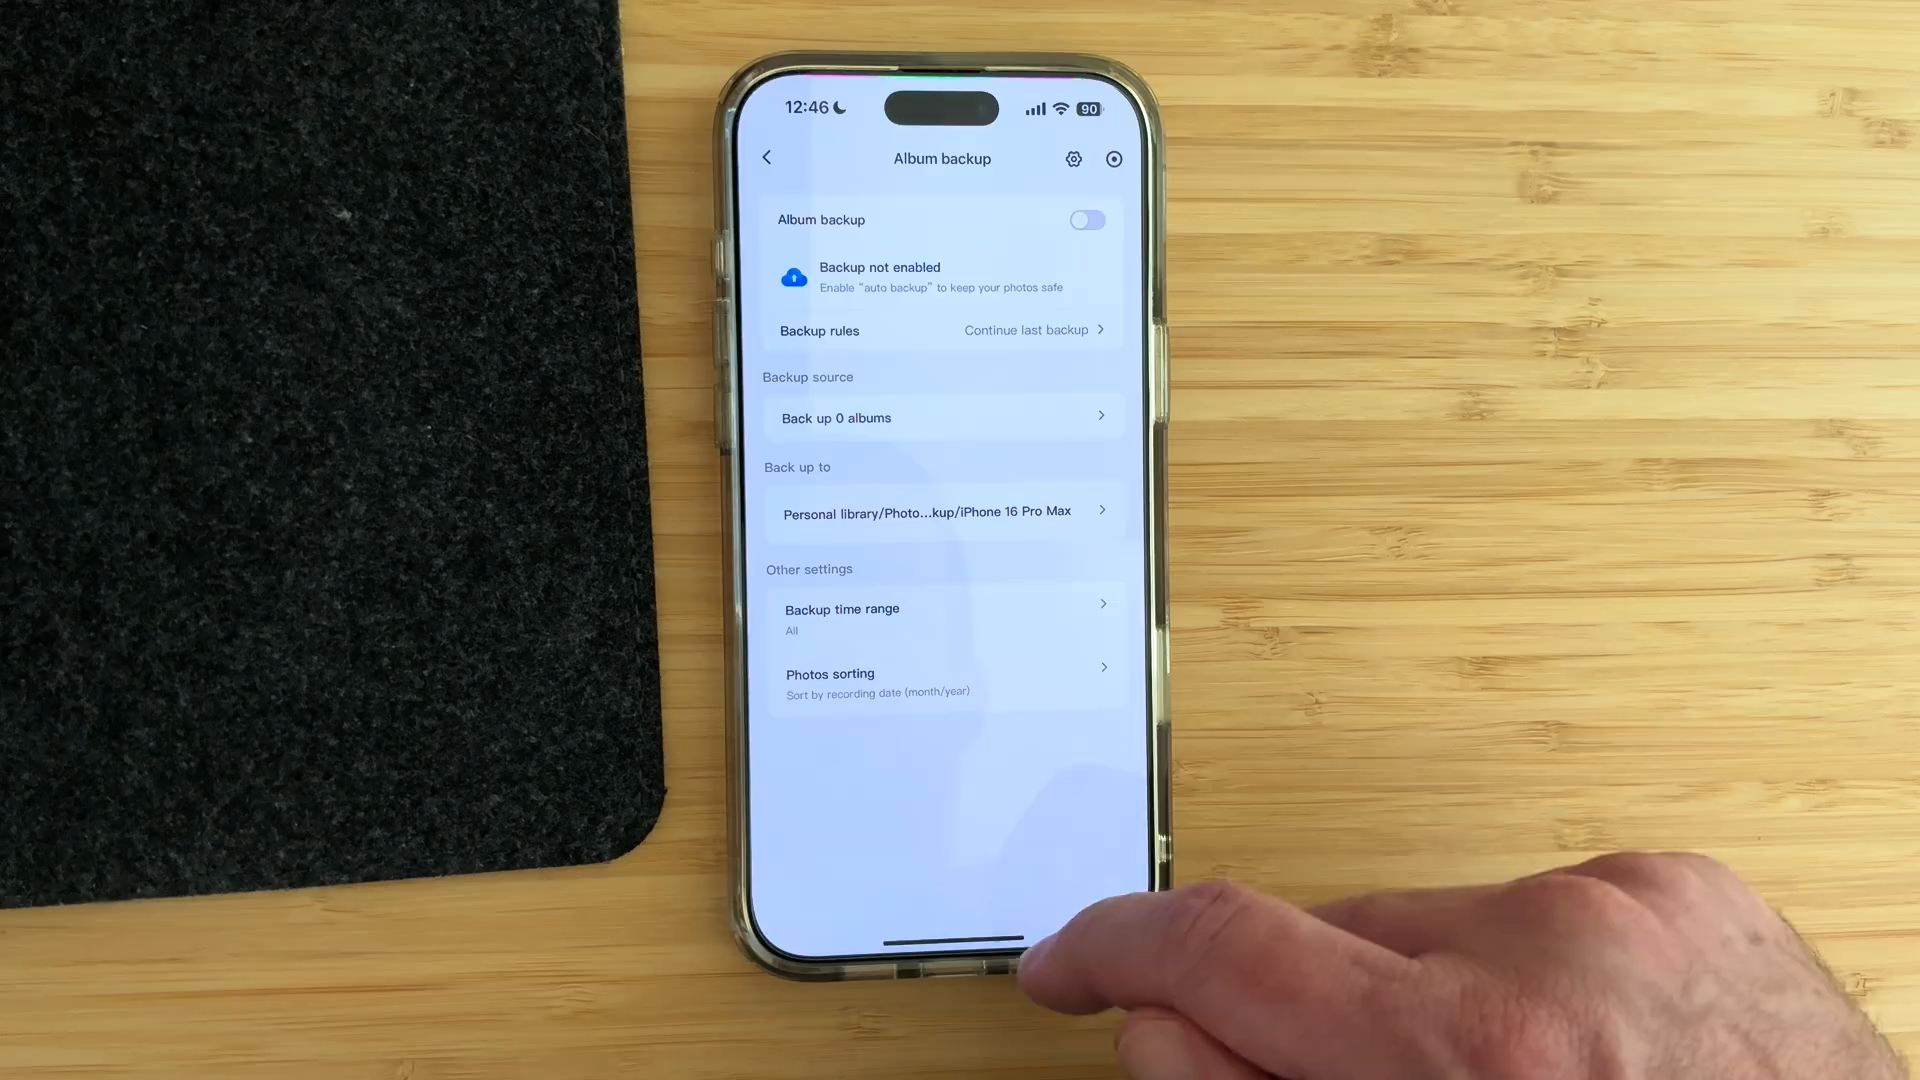 12:46
90
Album backup
Album backup
Backup not enabled
Enable “auto backup” to keep your photos safe
Backup rules Continue last backup
Backup source
Back up 0 albums
Back up to
Personal library/Photo...kup/iPhone 16 Pro Max
Other settings
Backup time range
All
Photos sorting
Sort by recording date (month/year)